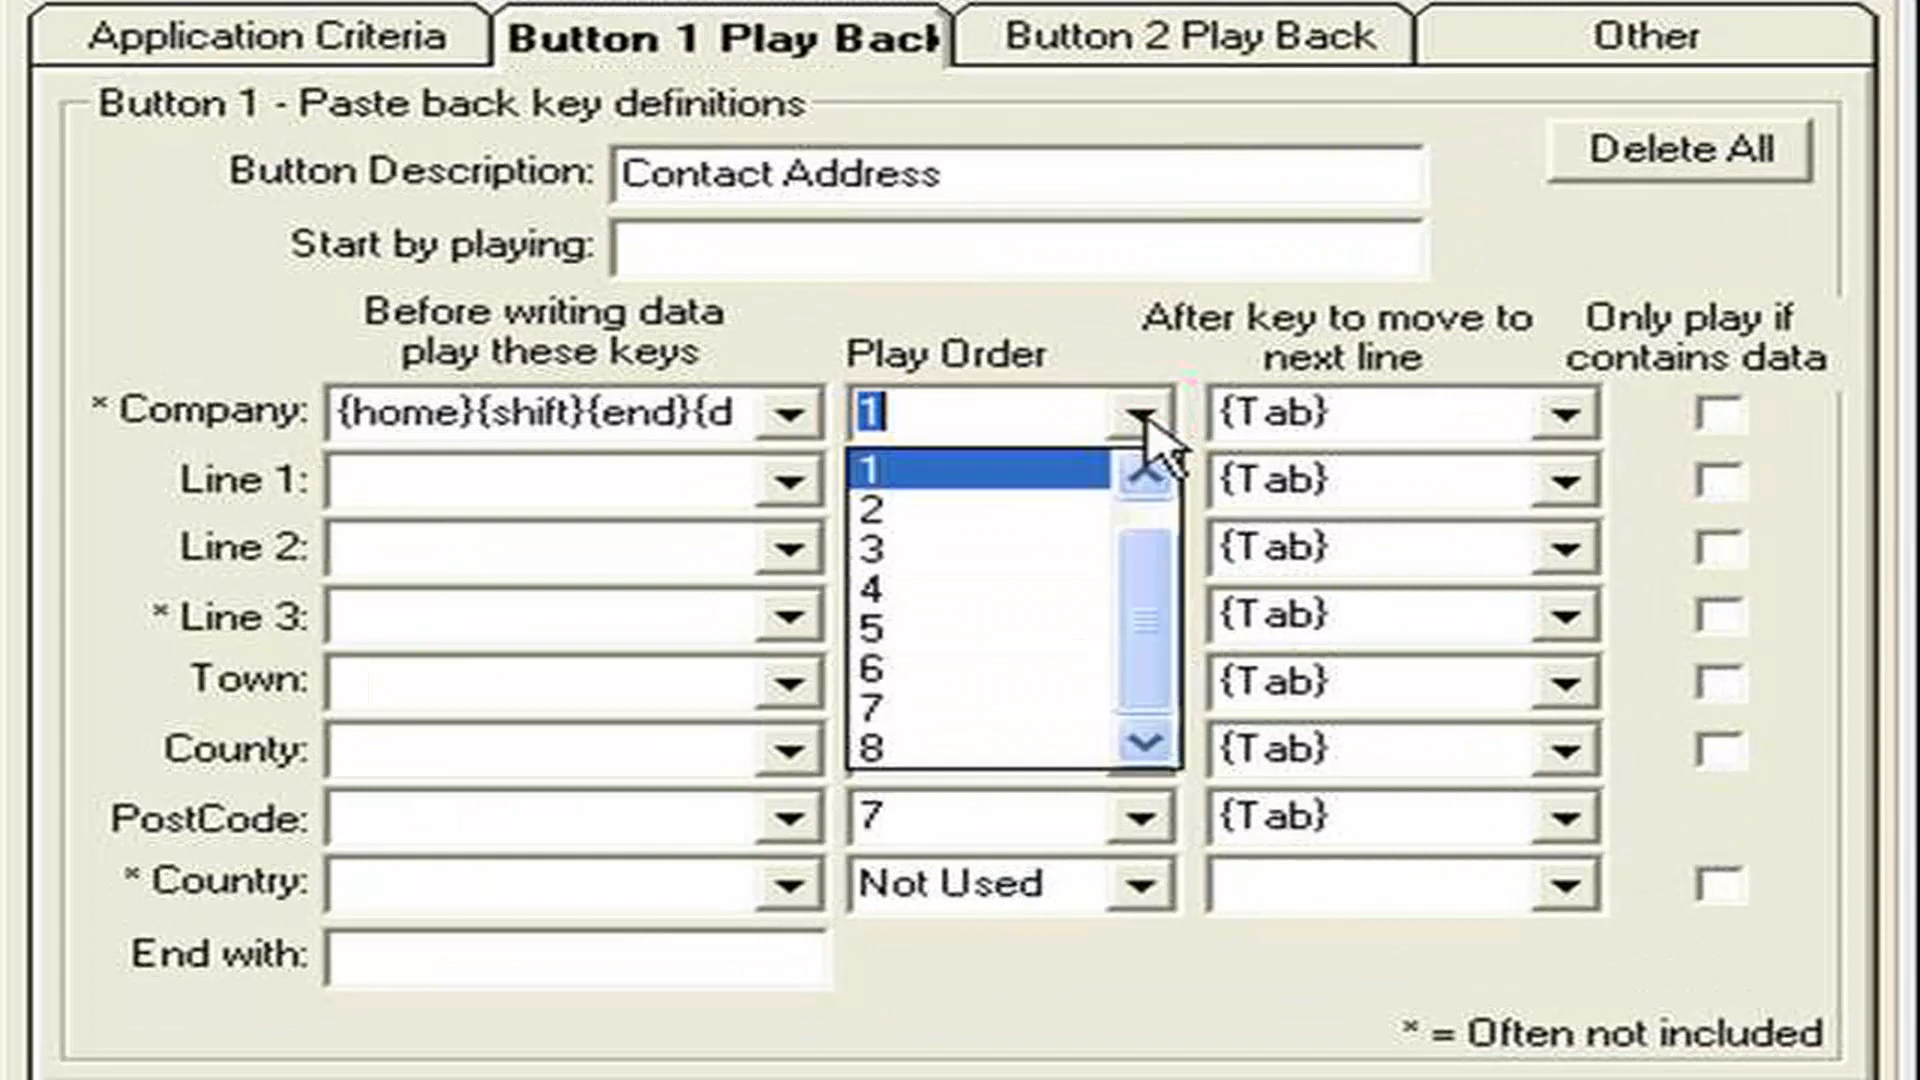 Application Criteria
Button 1 Play Back
Button 2 Play Back
Other
Button 1 - Paste back key definitions
Delete All
Button Description: Contact Address
Start by playing:
Before writing data play these keys
Play Order
After key to move to next line
Only play if contains data
* Company: {home}{shift}{end}{d 1 {Tab}
Line 1: {Tab}
Line 2: {Tab}
* Line 3: {Tab}
Town: {Tab}
County: {Tab}
1
2
3
4
5
6
7
8
PostCode: 7 {Tab}
* Country: Not Used
End with:
* = Often not included